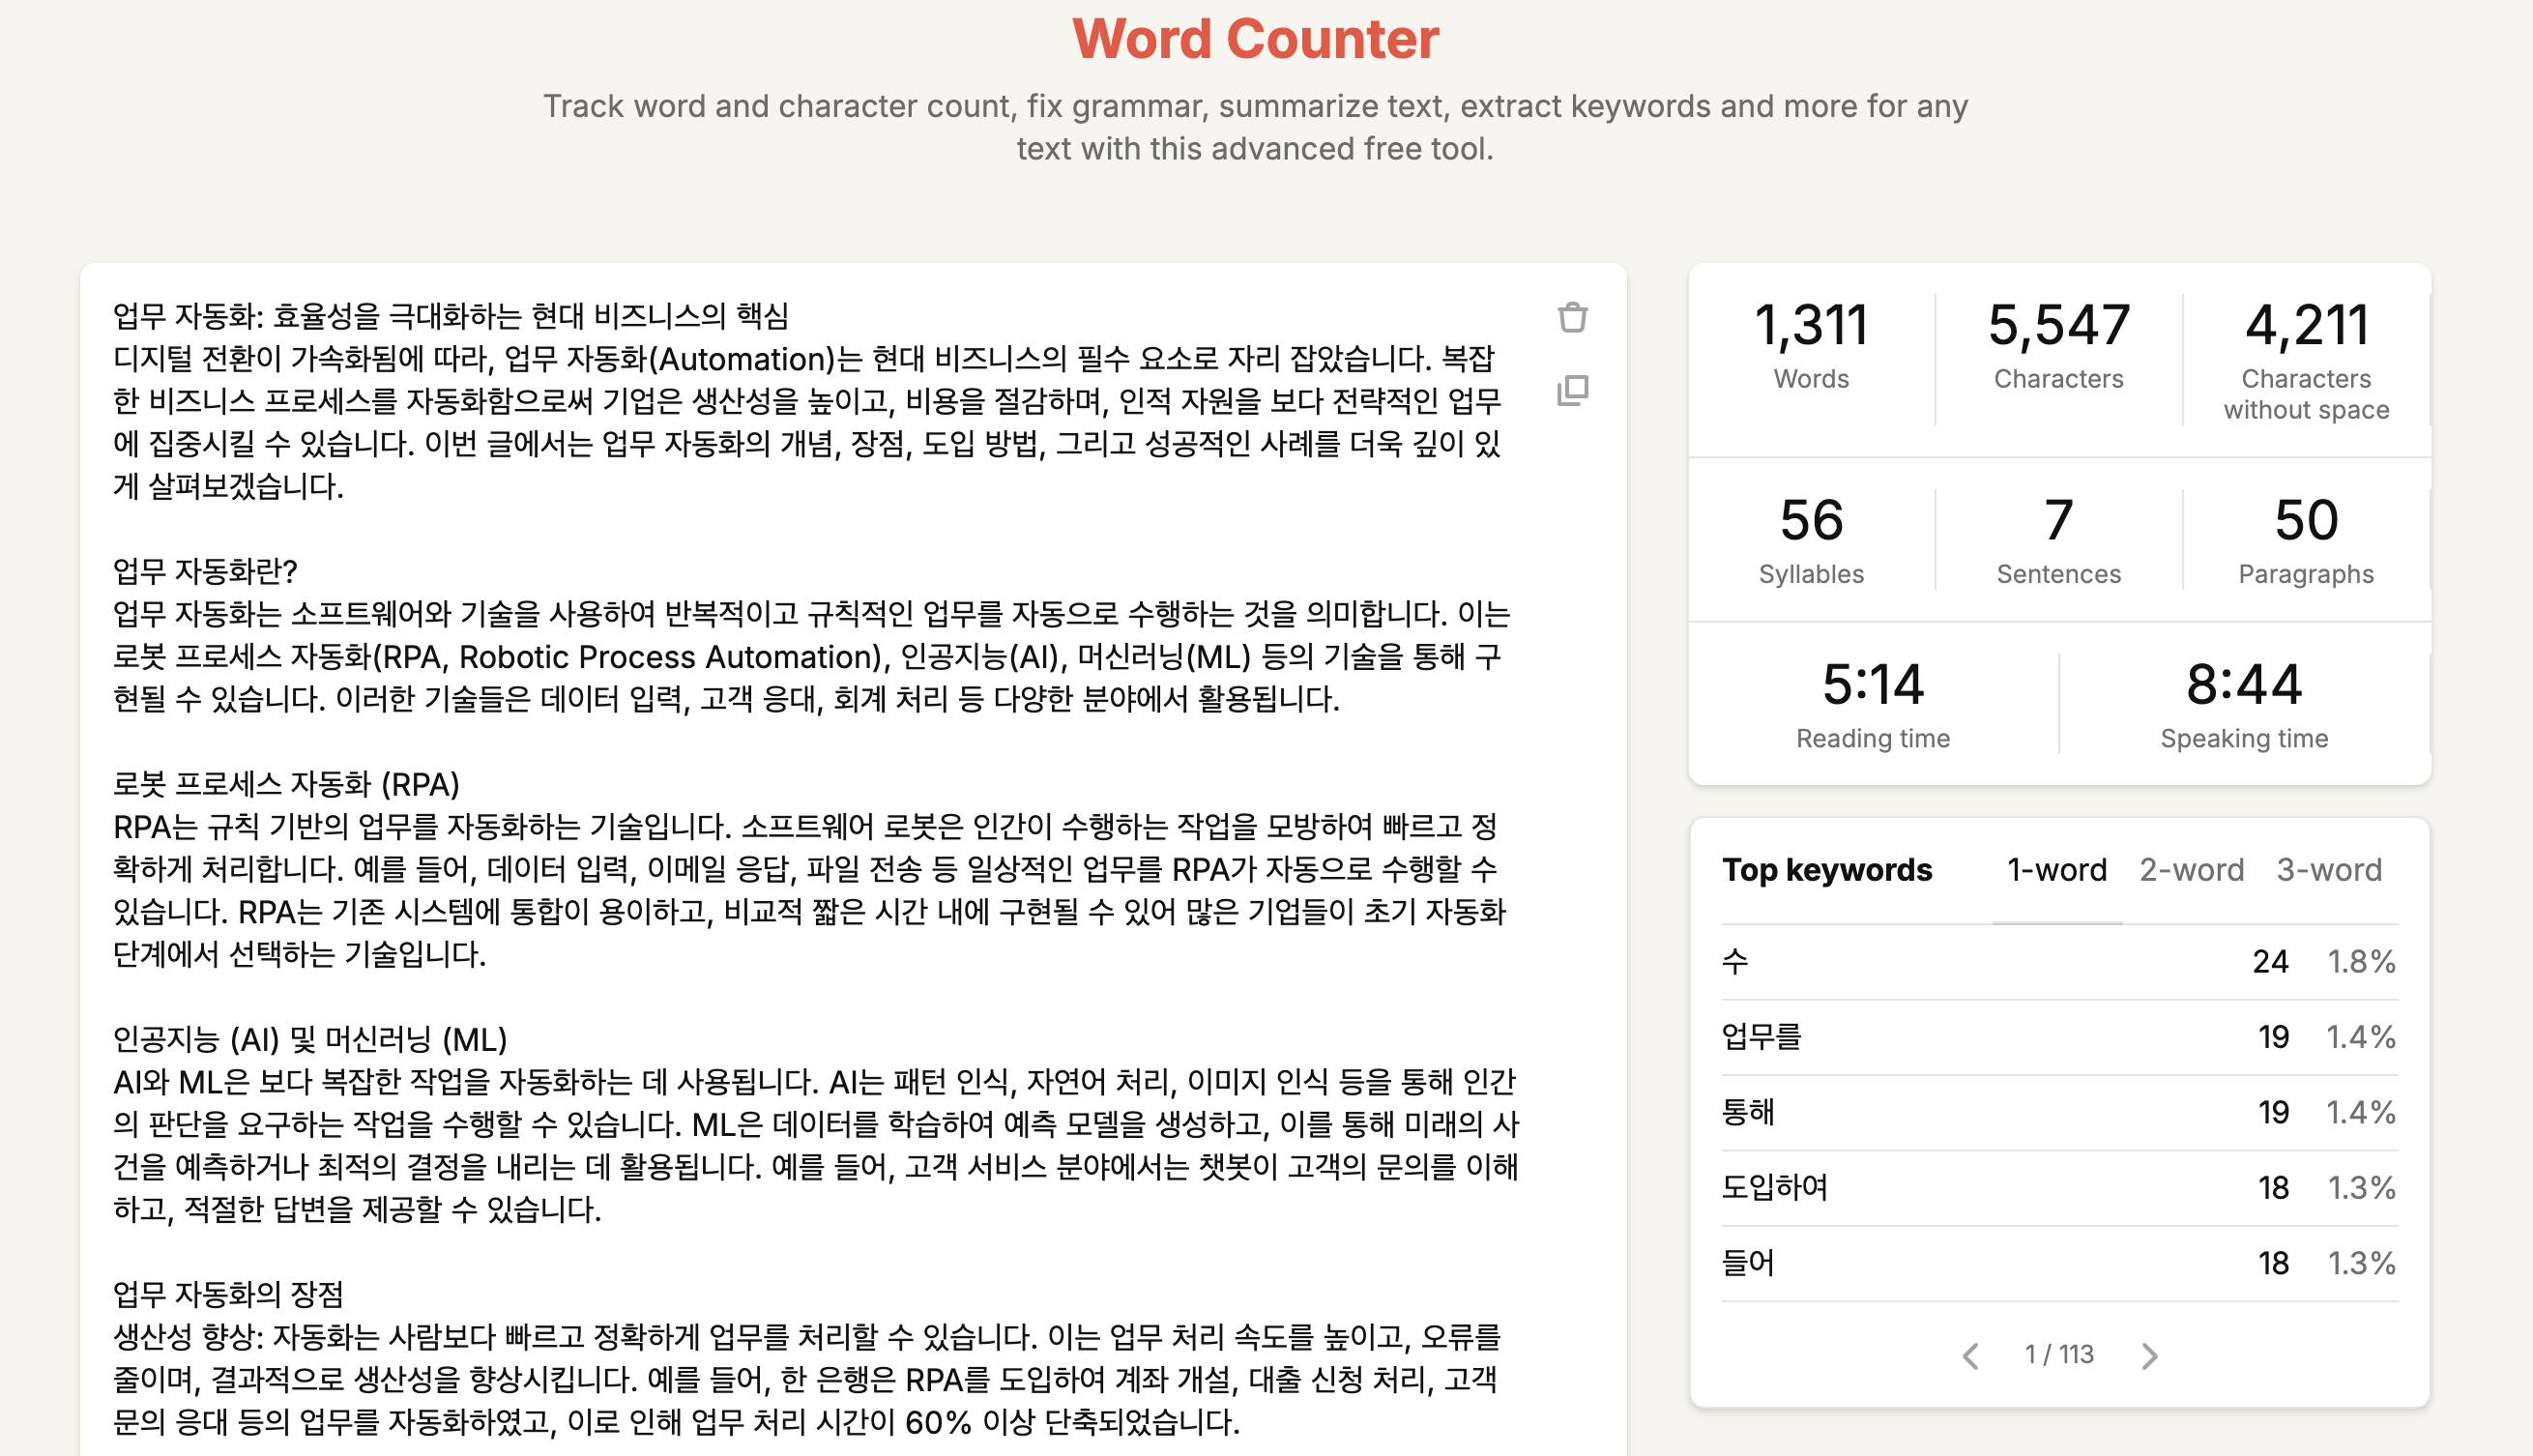 Word Counter
Track word and character count, fix grammar, summarize text, extract keywords and more for any
text with this advanced free tool.
업무 자동화: 효율성을 극대화하는 현대 비즈니스의 핵심
디지털 전환이 가속화됨에 따라, 업무 자동화(Automation)는 현대 비즈니스의 필수 요소로 자리 잡았습니다. 복잡
한 비즈니스 프로세스를 자동화함으로써 기업은 생산성을 높이고, 비용을 절감하며, 인적 자원을 보다 전략적인 업무
에 집중시킬 수 있습니다. 이번 글에서는 업무 자동화의 개념, 장점, 도입 방법, 그리고 성공적인 사례를 더욱 깊이 있
게 살펴보겠습니다.
업무 자동화란?
업무 자동화는 소프트웨어와 기술을 사용하여 반복적이고 규칙적인 업무를 자동으로 수행하는 것을 의미합니다. 이는
로봇 프로세스 자동화(RPA, Robotic Process Automation), 인공지능(AI), 머신러닝(ML) 등의 기술을 통해 구
현될 수 있습니다. 이러한 기술들은 데이터 입력, 고객 응대, 회계 처리 등 다양한 분야에서 활용됩니다.
로봇 프로세스 자동화 (RPA)
RPA는 규칙 기반의 업무를 자동화하는 기술입니다. 소프트웨어 로봇은 인간이 수행하는 작업을 모방하여 빠르고 정
확하게 처리합니다. 예를 들어, 데이터 입력, 이메일 응답, 파일 전송 등 일상적인 업무를 RPA가 자동으로 수행할 수
있습니다. RPA는 기존 시스템에 통합이 용이하고, 비교적 짧은 시간 내에 구현될 수 있어 많은 기업들이 초기 자동화
단계에서 선택하는 기술입니다.
인공지능 (AI) 및 머신러닝 (ML)
AI와 ML은 보다 복잡한 작업을 자동화하는 데 사용됩니다. AI는 패턴 인식, 자연어 처리, 이미지 인식 등을 통해 인간
의 판단을 요구하는 작업을 수행할 수 있습니다. ML은 데이터를 학습하여 예측 모델을 생성하고, 이를 통해 미래의 사
건을 예측하거나 최적의 결정을 내리는 데 활용됩니다. 예를 들어, 고객 서비스 분야에서는 챗봇이 고객의 문의를 이해
하고, 적절한 답변을 제공할 수 있습니다.
업무 자동화의 장점
생산성 향상: 자동화는 사람보다 빠르고 정확하게 업무를 처리할 수 있습니다. 이는 업무 처리 속도를 높이고, 오류를
줄이며, 결과적으로 생산성을 향상시킵니다. 예를 들어, 한 은행은 RPA를 도입하여 계좌 개설, 대출 신청 처리, 고객
문의 응대 등의 업무를 자동화하였고, 이로 인해 업무 처리 시간이 60% 이상 단축되었습니다.
1,311 5,547 4,211
Words Characters Characters
without space
56 7 50
Syllables Sentences Paragraphs
5:14 8:44
Reading time Speaking time
Top keywords 1-word 2-word 3-word
수 24 1.8%
업무를 19 1.4%
통해 19 1.4%
도입하여 18 1.3%
들어 18 1.3%
1 / 113